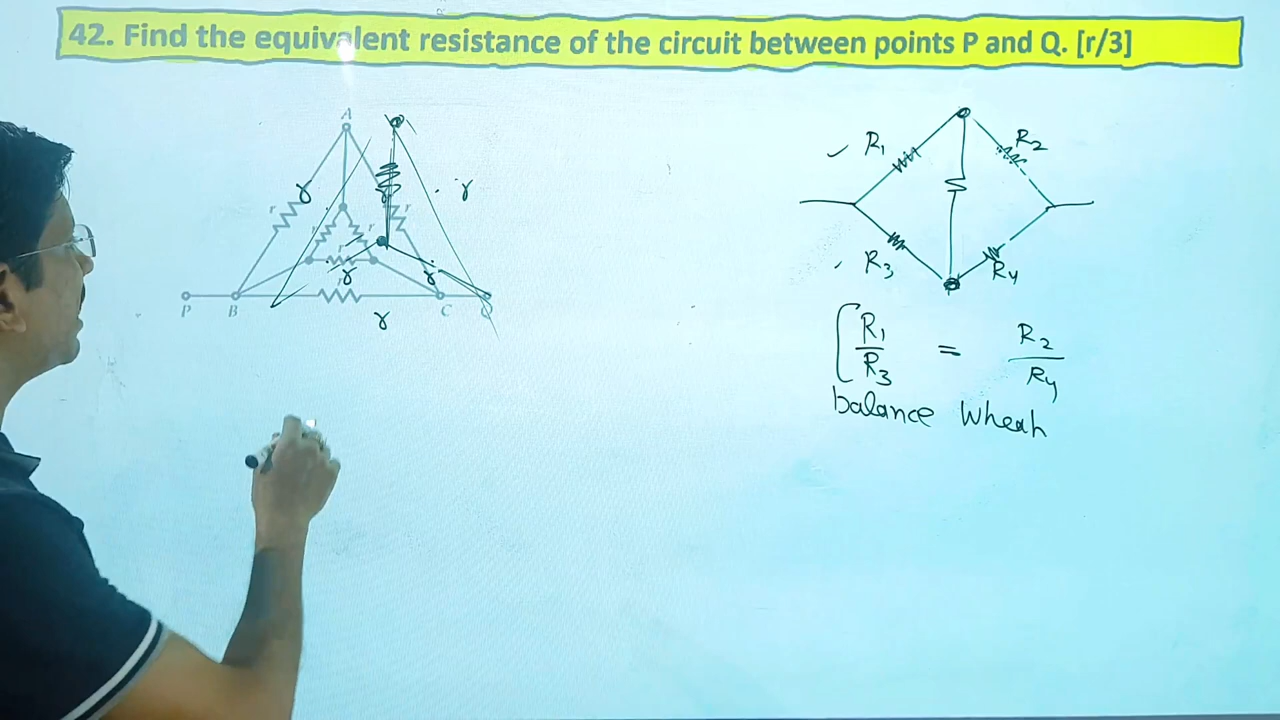 42. Find the equivalent resistance of the circuit between points P and Q. [r/3]
A
R₁
R₂
γ
r
r
γ
r
r
R₃
R₄
γ
γ
P
B
C
Q
γ
R₁
R₃
=
R₂
R₄
balance Wheah